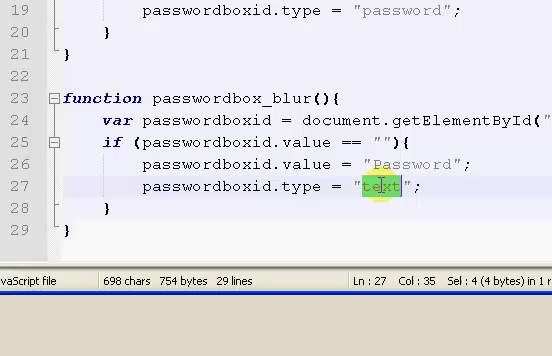 19 passwordboxid.type = "password";
20 }
21 }
22
23 function passwordbox_blur(){
24 var passwordboxid = document.getElementById("
25 if (passwordboxid.value == ""){
26 passwordboxid.value = "Password";
27 passwordboxid.type = "text";
28 }
29 }
vaScript file 698 chars 754 bytes 29 lines Ln : 27 Col : 35 Sel : 4 (4 bytes) in 1 r